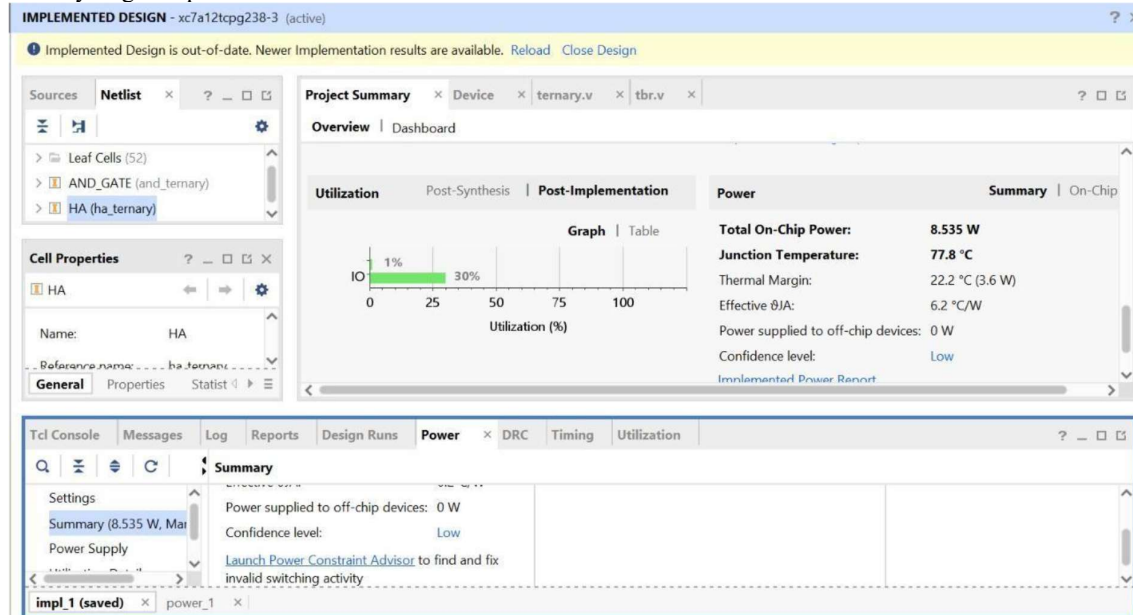 IMPLEMENTED DESIGN - xc7a12tcpg238-3 (active)
Implemented Design is out-of-date. Newer Implementation results are available. Reload Close Design
Sources Netlist
Leaf Cells (52)
AND_GATE (and_ternary)
HA (ha_ternary)
Cell Properties
HA
Name: HA
Reference name: ha_ternary
General Properties Statist
Project Summary Device ternary.v tbr.v
Overview | Dashboard
Utilization Post-Synthesis | Post-Implementation
Graph | Table
1%
IO 30%
0 25 50 75 100
Utilization (%)
Power Summary | On-Chip
Total On-Chip Power: 8.535 W
Junction Temperature: 77.8 °C
Thermal Margin: 22.2 °C (3.6 W)
Effective ϑJA: 6.2 °C/W
Power supplied to off-chip devices: 0 W
Confidence level: Low
Implemented Power Report
Tcl Console Messages Log Reports Design Runs Power DRC Timing Utilization
Summary
Settings
Summary (8.535 W, Mar
Power Supply
Power supplied to off-chip devices: 0 W
Confidence level: Low
Launch Power Constraint Advisor to find and fix
invalid switching activity
impl_1 (saved) power_1